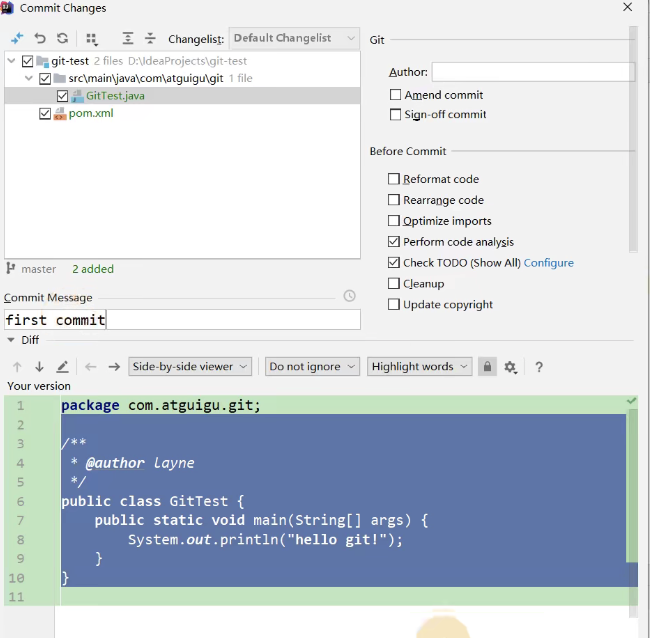 Commit Changes
Changelist: Default Changelist
git-test 2 files D:\IdeaProjects\git-test
src\main\java\com\atguigu\git 1 file
GitTest.java
pom.xml
master 2 added
Commit Message
first commit
Git
Author:
Amend commit
Sign-off commit
Before Commit
Reformat code
Rearrange code
Optimize imports
Perform code analysis
Check TODO (Show All) Configure
Cleanup
Update copyright
Diff
Side-by-side viewer Do not ignore Highlight words ?
Your version
1 package com.atguigu.git;
2
3 /**
4 * @author layne
5 */
6 public class GitTest {
7 public static void main(String[] args) {
8 System.out.println("hello git!");
9 }
10 }
11